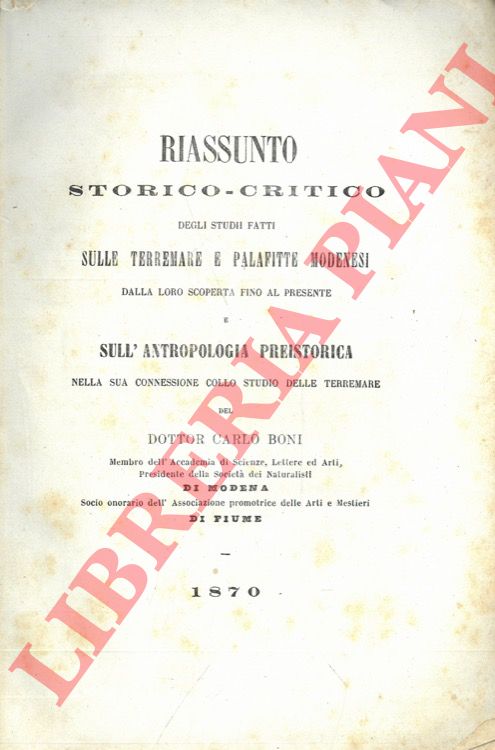 RIASSUNTO
STORICO-CRITICO
DEGLI STUDII FATTI
SULLE TERREMARE E PALAFITTE MODENESI
DALLA LORO SCOPERTA FINO AL PRESENTE
E
SULL' ANTROPOLOGIA PREISTORICA
NELLA SUA CONNESSIONE COLLO STUDIO DELLE TERREMARE
DEL
DOTTOR CARLO BONI
Membro dell' Accademia di Scienze, Lettere ed Arti,
Presidente della Società dei Naturalisti
DI MODENA
Socio onorario dell' Associazione promotrice delle Arti e Mestieri
DI FIUME
—
1870
LIBRERIA PIANI